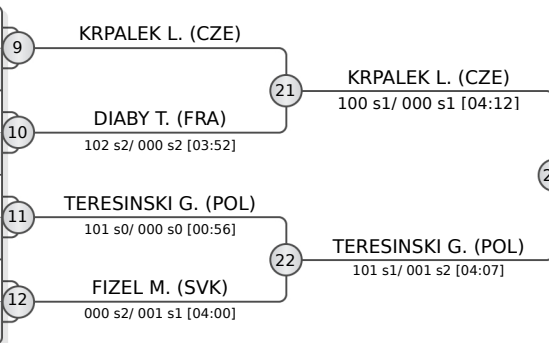 KRPALEK L. (CZE)
9
21
KRPALEK L. (CZE)
100 s1/ 000 s1 [04:12]
DIABY T. (FRA)
10
102 s2/ 000 s2 [03:52]
TERESINSKI G. (POL)
11
101 s0/ 000 s0 [00:56]
22
TERESINSKI G. (POL)
101 s1/ 001 s2 [04:07]
FIZEL M. (SVK)
12
000 s2/ 001 s1 [04:00]